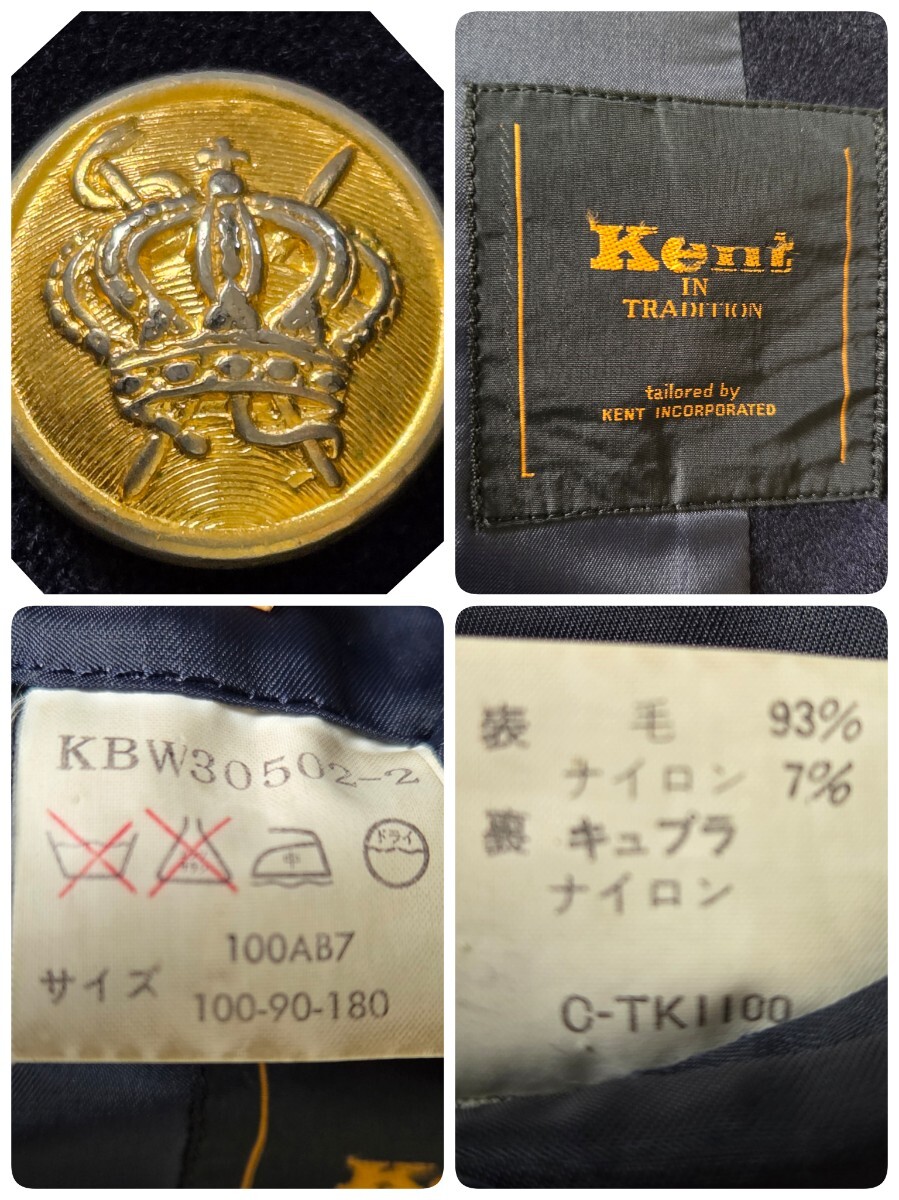 Kent
IN
TRADITION
tailored by
KENT INCORPORATED
KBW30502-2
中
ドライ
100AB7
サイズ
100-90-180
表 毛 93%
ナイロン 7%
裏 キュプラ
ナイロン
C-TK1100